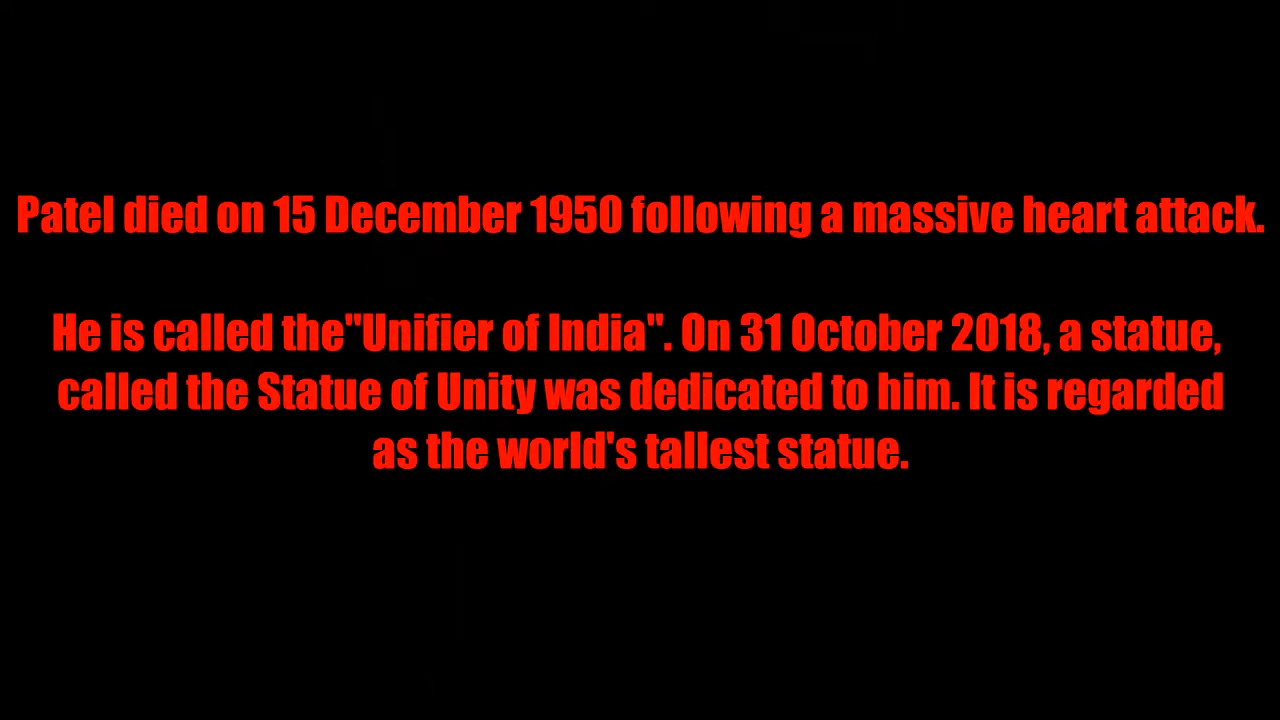 Patel died on 15 December 1950 following a massive heart attack.
He is called the"Unifier of India". On 31 October 2018, a statue,
called the Statue of Unity was dedicated to him. It is regarded
as the world's tallest statue.